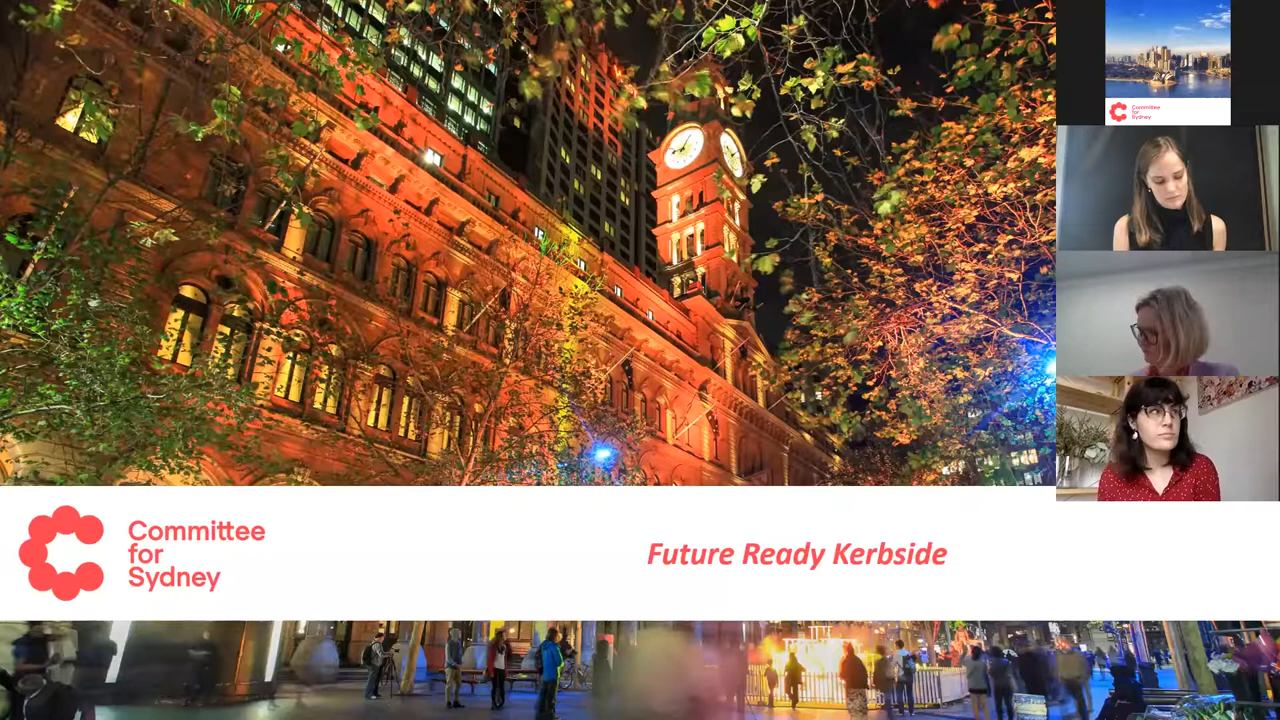 Committee
for
Sydney
Committee
for
Sydney
Future Ready Kerbside